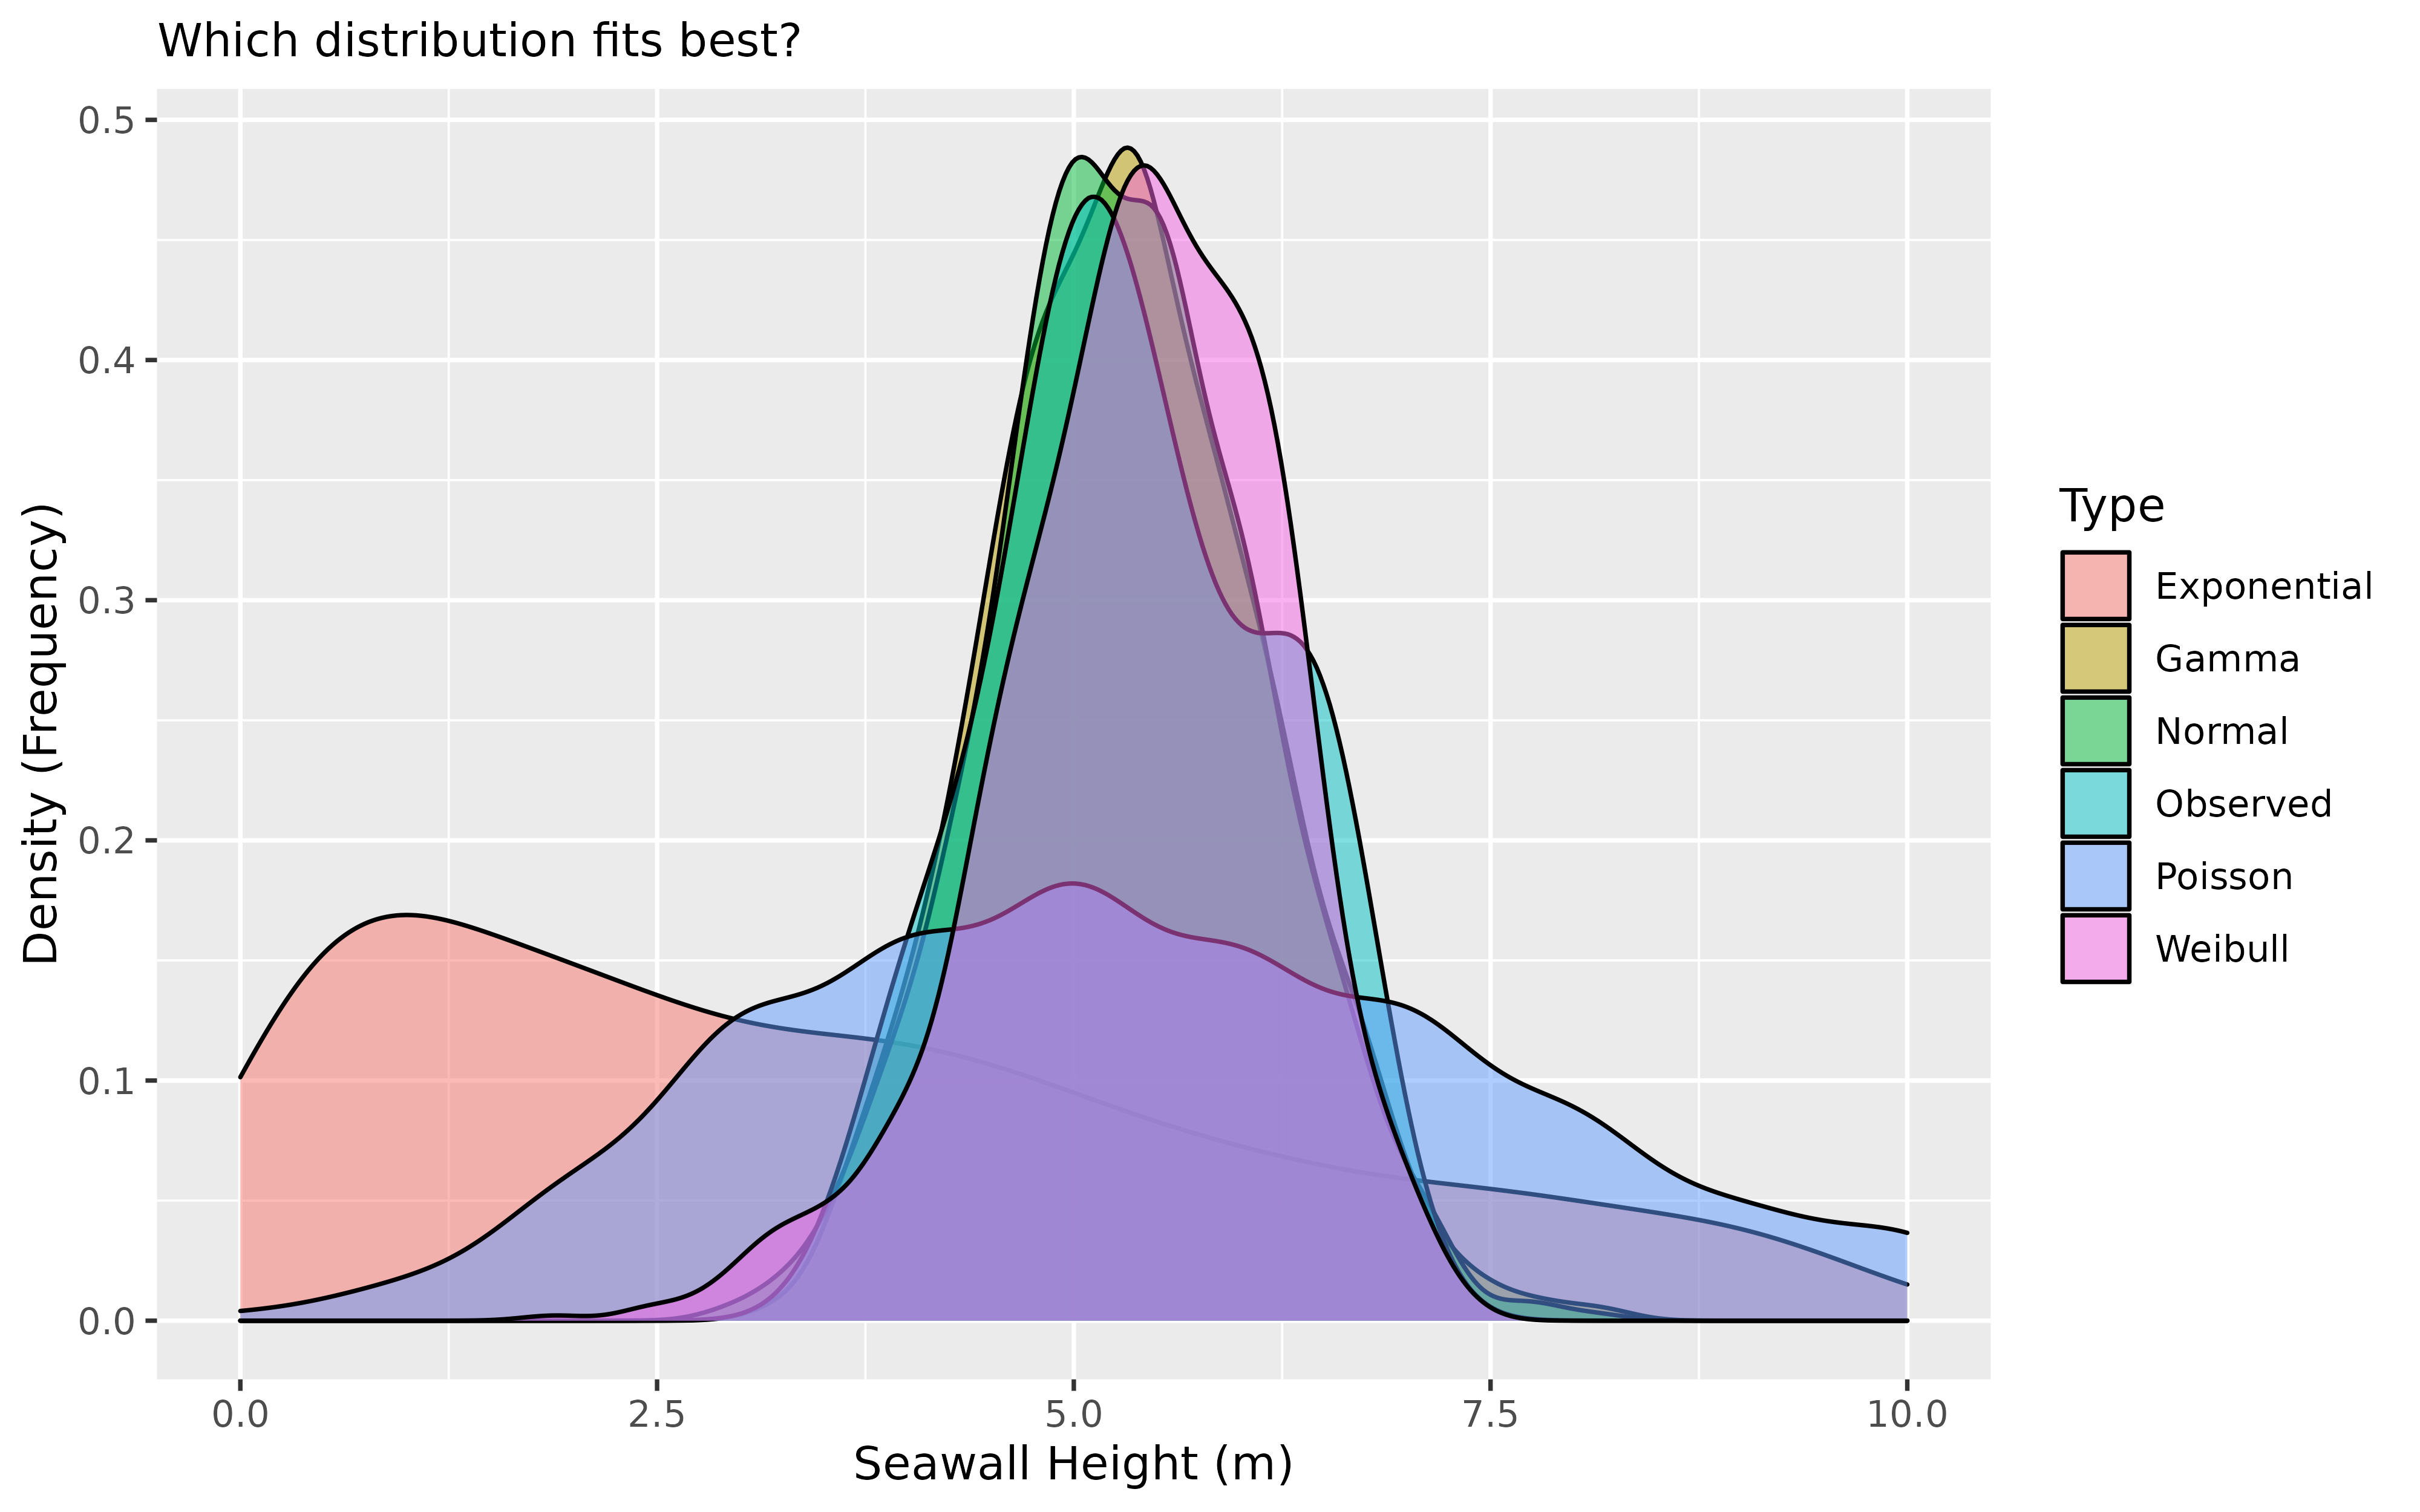 Which distribution fits best?
Density (Frequency)
0.5
0.4
0.3
0.2
0.1
0.0
0.0
2.5
5.0
7.5
10.0
Seawall Height (m)
Type
Exponential
Gamma
Normal
Observed
Poisson
Weibull